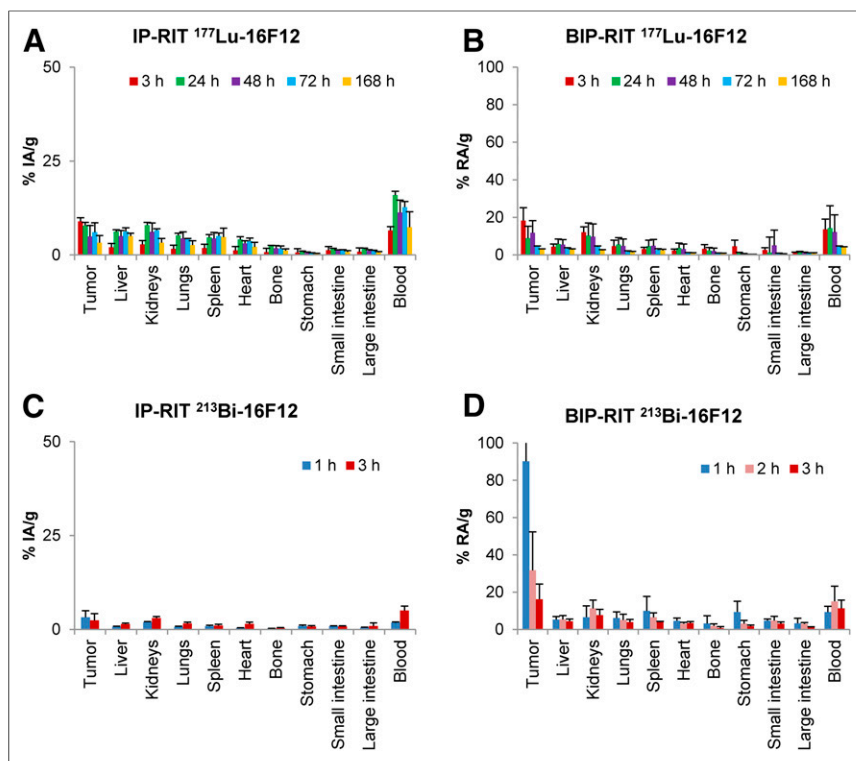 A
IP-RIT ¹⁷⁷Lu-16F12
50
25
0
% IA/g
3 h 24 h 48 h 72 h 168 h
Tumor
Liver
Kidneys
Lungs
Spleen
Heart
Bone
Stomach
Small intestine
Large intestine
Blood
B
BIP-RIT ¹⁷⁷Lu-16F12
100
80
60
40
20
0
% RA/g
3 h 24 h 48 h 72 h 168 h
Tumor
Liver
Kidneys
Lungs
Spleen
Heart
Bone
Stomach
Small intestine
Large intestine
Blood
C
IP-RIT ²¹³Bi-16F12
50
25
0
% IA/g
1 h 3 h
Tumor
Liver
Kidneys
Lungs
Spleen
Heart
Bone
Stomach
Small intestine
Large intestine
Blood
D
BIP-RIT ²¹³Bi-16F12
100
80
60
40
20
0
% RA/g
1 h 2 h 3 h
Tumor
Liver
Kidneys
Lungs
Spleen
Heart
Bone
Stomach
Small intestine
Large intestine
Blood